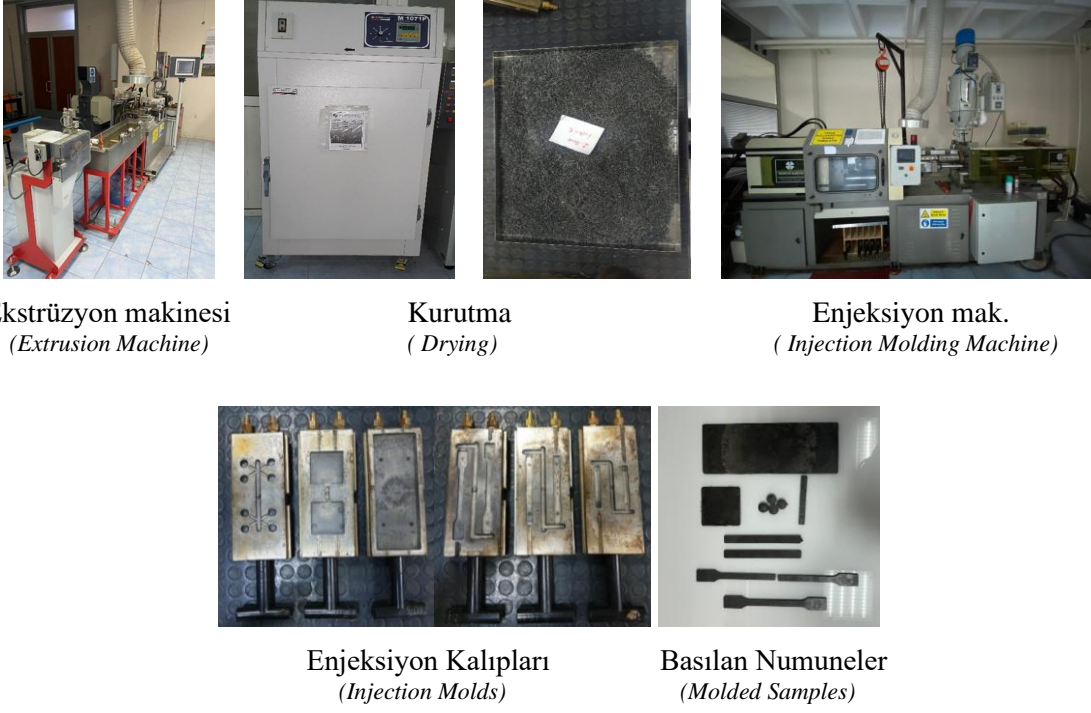 M 1071P
kstrüzyon makinesi
(Extrusion Machine)
Kurutma
( Drying)
Enjeksiyon mak.
( Injection Molding Machine)
Enjeksiyon Kalıpları
(Injection Molds)
Basılan Numuneler
(Molded Samples)